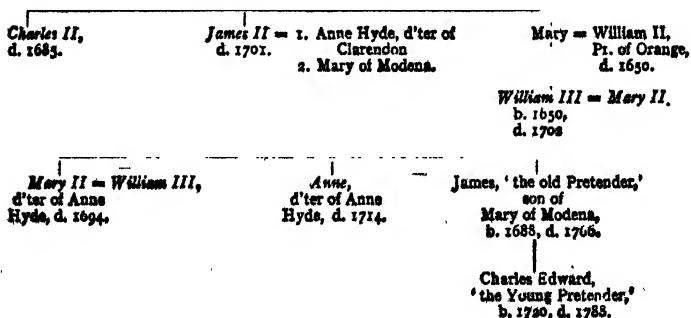 Charles II,
d. 1685.
James II = 1. Anne Hyde, d'ter of
d. 1701. Clarendon
2. Mary of Modena.
Mary = William II,
Pr. of Orange,
d. 1650.
William III = Mary II.
b. 1650,
d. 1702
Mary II = William III,
d'ter of Anne
Hyde, d. 1694.
Anne,
d'ter of Anne
Hyde, d. 1714.
James, 'the old Pretender,'
son of
Mary of Modena,
b. 1688, d. 1766.
Charles Edward,
'the Young Pretender,'
b. 1720, d. 1788.